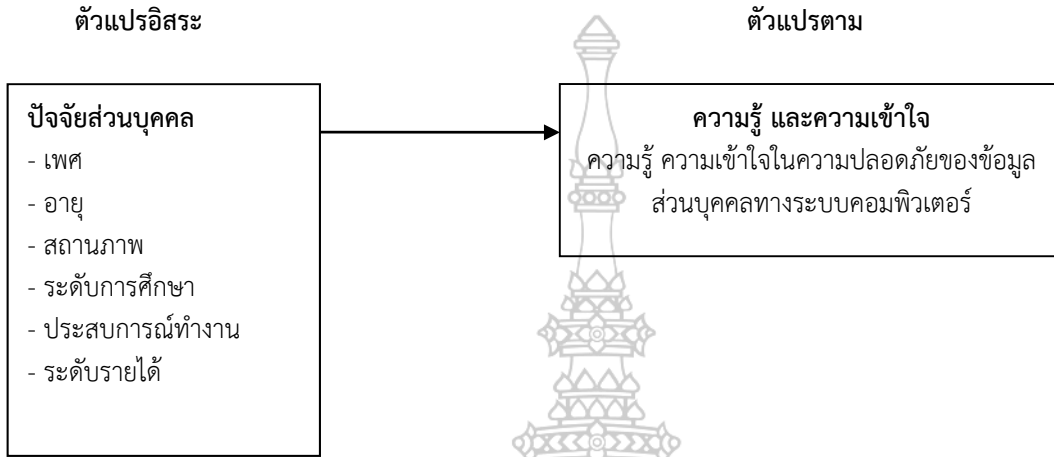 ตัวแปรอิสระ
ตัวแปรตาม
ปัจจัยส่วนบุคคล
- เพศ
- อายุ
- สถานภาพ
- ระดับการศึกษา
- ประสบการณ์ทำงาน
- ระดับรายได้
ความรู้ และความเข้าใจ
ความรู้ ความเข้าใจในความปลอดภัยของข้อมูล
ส่วนบุคคลทางระบบคอมพิวเตอร์